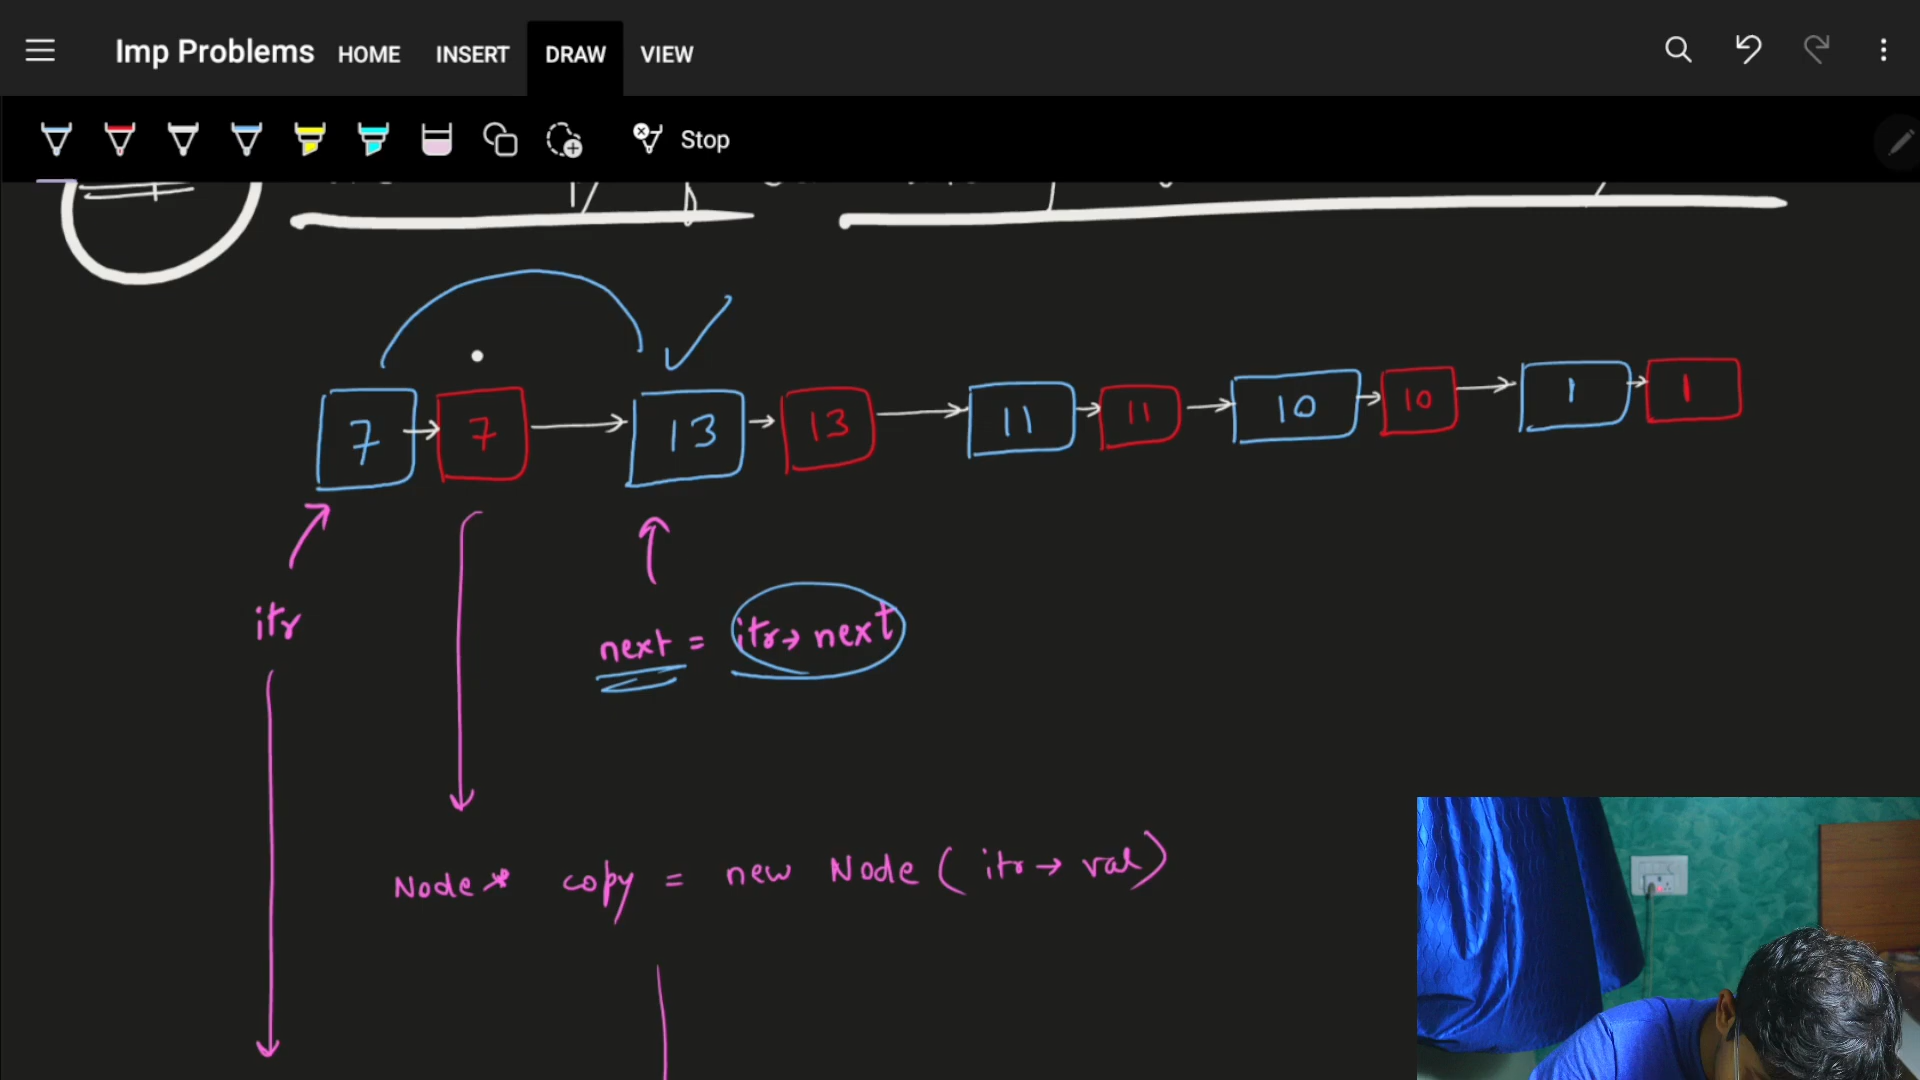 Imp Problems HOME INSERT DRAW VIEW
Stop
7 → 7 → 13 → 13 → 11 → 11 → 10 → 10 → 1 → 1
itr
next = itr → next
Node* copy = new Node ( itr → val )